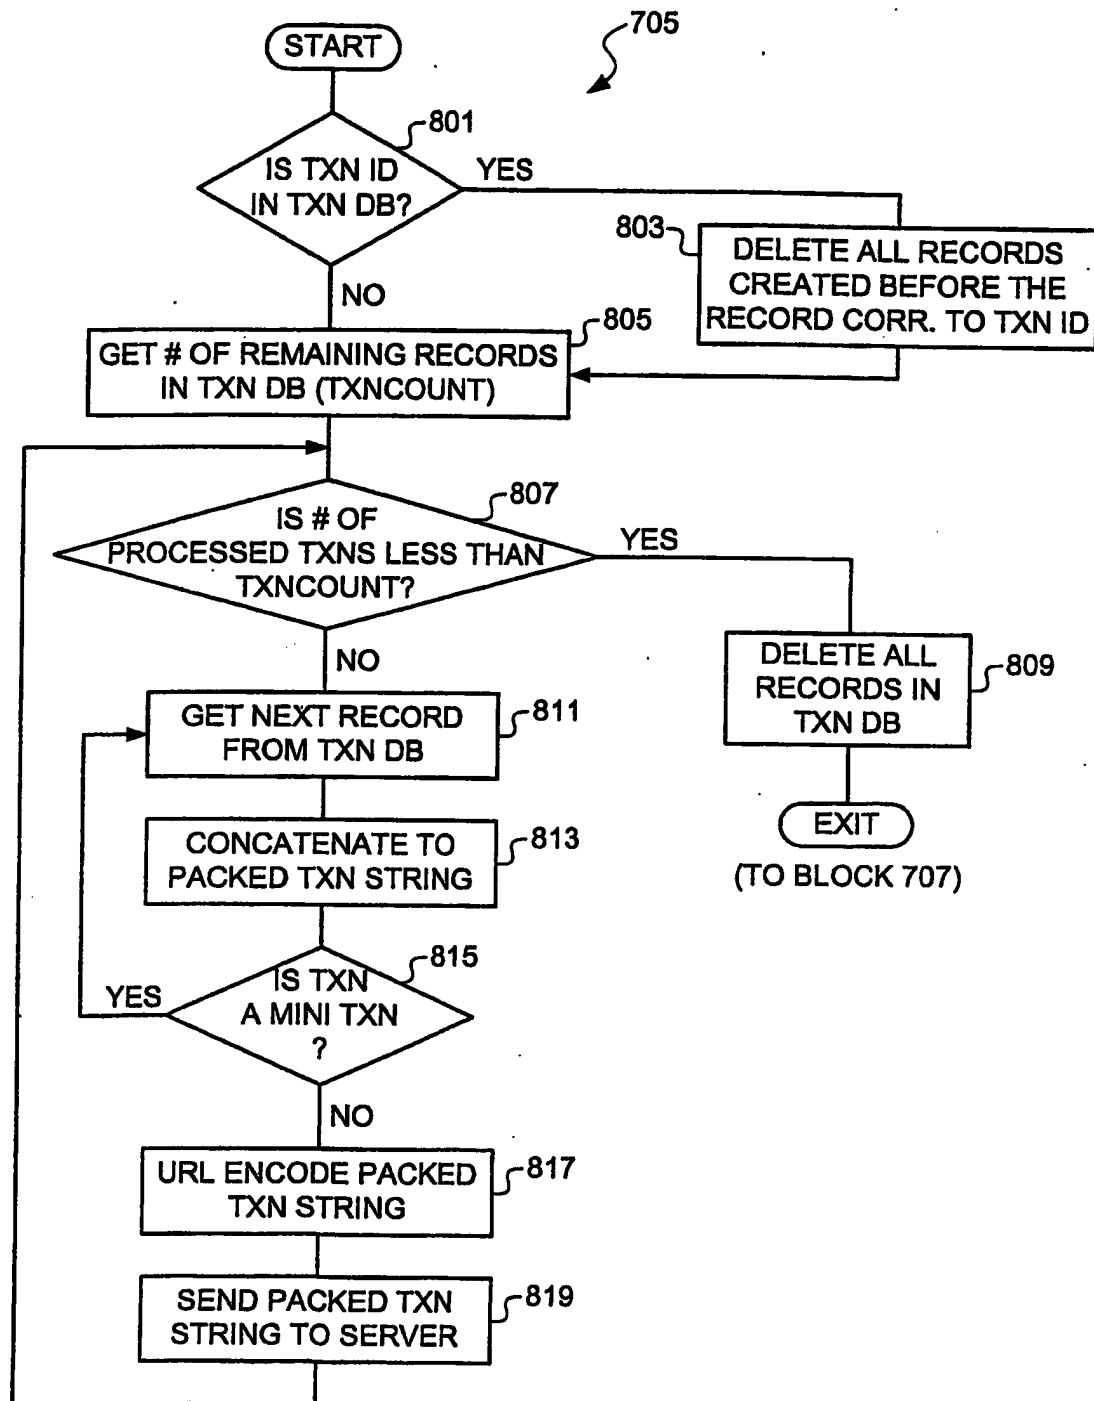 START
705
801
IS TXN ID
IN TXN DB?
YES
803
DELETE ALL RECORDS
CREATED BEFORE THE
RECORD CORR. TO TXN ID
NO
805
GET # OF REMAINING RECORDS
IN TXN DB (TXNCOUNT)
807
IS # OF
PROCESSED TXNS LESS THAN
TXNCOUNT?
YES
NO
809
DELETE ALL
RECORDS IN
TXN DB
811
GET NEXT RECORD
FROM TXN DB
EXIT
(TO BLOCK 707)
813
CONCATENATE TO
PACKED TXN STRING
815
IS TXN
A MINI TXN
?
YES
NO
817
URL ENCODE PACKED
TXN STRING
819
SEND PACKED TXN
STRING TO SERVER